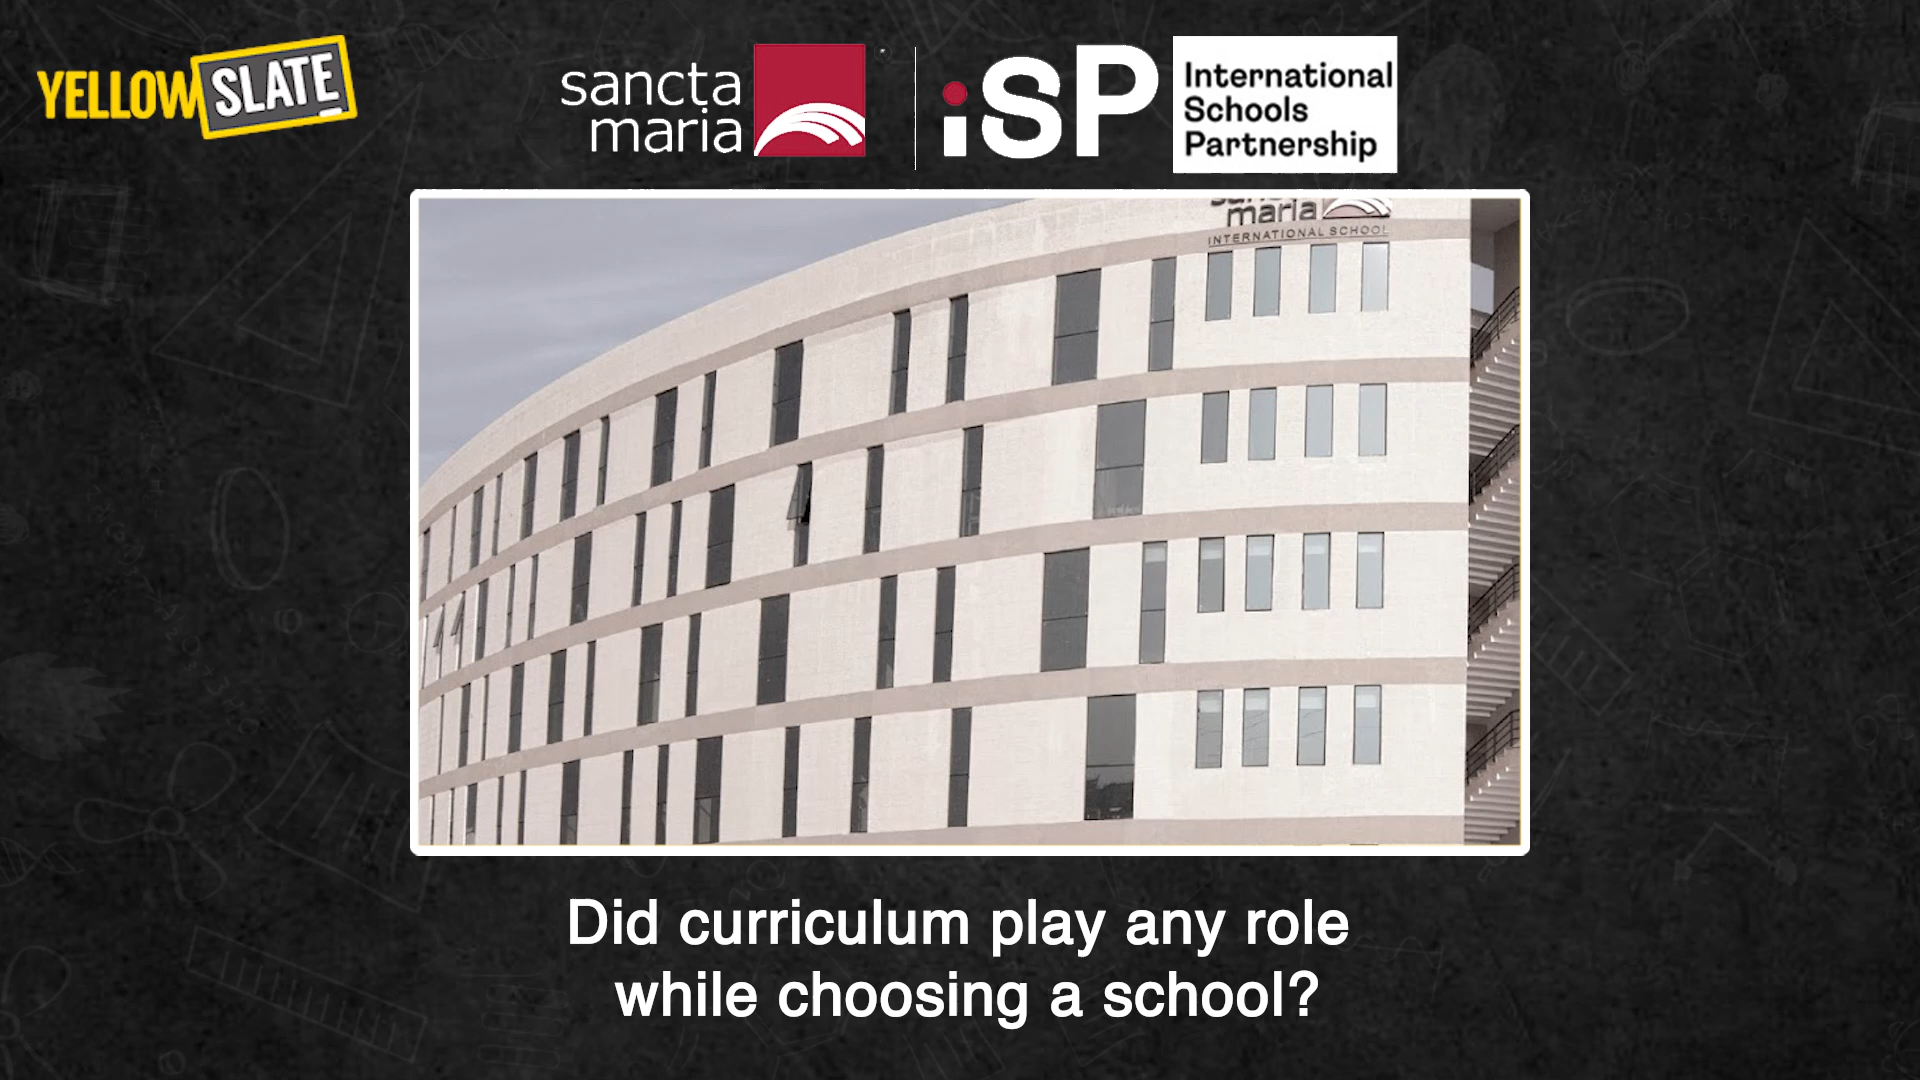 YELLOW SLATE
sancta
maria
iSP
International
Schools
Partnership
maria
INTERNATIONAL SCHOOL
Did curriculum play any role
while choosing a school?